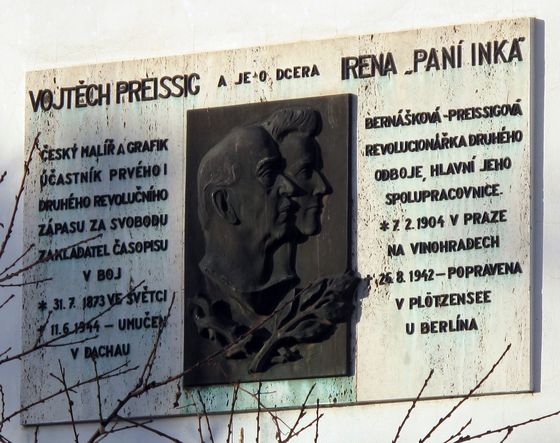 VOJTĚCH PREISSIG A JEHO DCERA IRENA „PANÍ INKA“
ČESKÝ MALÍŘ A GRAFIK
ÚČASTNÍK PRVÉHO I
DRUHÉHO REVOLUČNÍHO
ZÁPASU ZA SVOBODU
ZAKLADATEL ČASOPISU
V BOJ
* 31.7. 1873 VE SVĚTCI
† 11.6.1944 – UMUČEN
V DACHAU
BERNÁŠKOVÁ-PREISSIGOVÁ
REVOLUCIONÁŘKA DRUHÉHO
ODBOJE, HLAVNÍ JEHO
SPOLUPRACOVNICE.
* 7.2.1904 V PRAZE
NA VINOHRADECH
† 26.8.1942 – POPRAVENA
V PLÖTZENSEE
U BERLÍNA